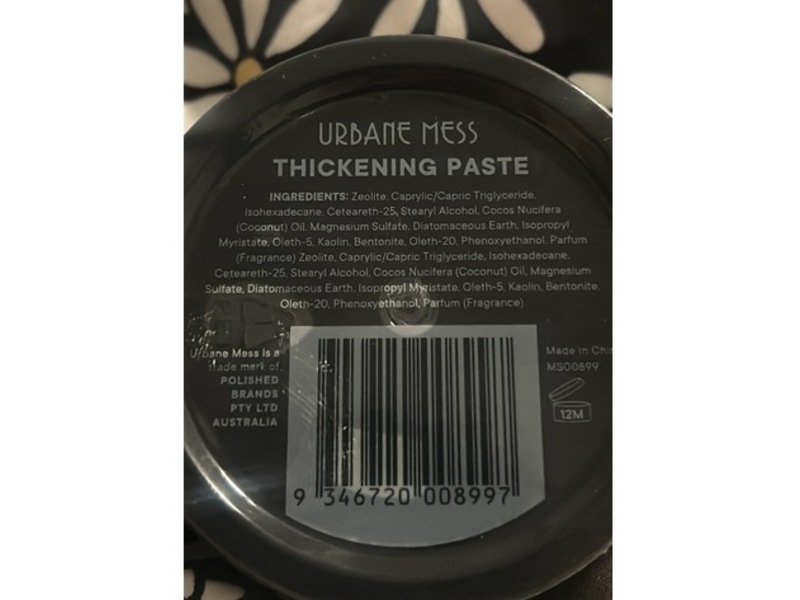 URBANE MESS
THICKENING PASTE
INGREDIENTS: Zeolite, Caprylic/Capric Triglyceride,
Isohexadecane, Ceteareth-25, Stearyl Alcohol, Cocos Nucifera
(Coconut) Oil, Magnesium Sulfate, Diatomaceous Earth, Isopropyl
Myristate, Oleth-5, Kaolin, Bentonite, Oleth-20, Phenoxyethanol, Parfum
(Fragrance) Zeolite, Caprylic/Capric Triglyceride, Isohexadecane,
Ceteareth-25, Stearyl Alcohol, Cocos Nucifera (Coconut) Oil, Magnesium
Sulfate, Diatomaceous Earth, Isopropyl Myristate, Oleth-5, Kaolin, Bentonite,
Oleth-20, Phenoxyethanol, Parfum (Fragrance)
Urbane Mess is a
trade mark of
POLISHED
BRANDS
PTY LTD
AUSTRALIA
Made in
MS00899
12M
9 346720 008997